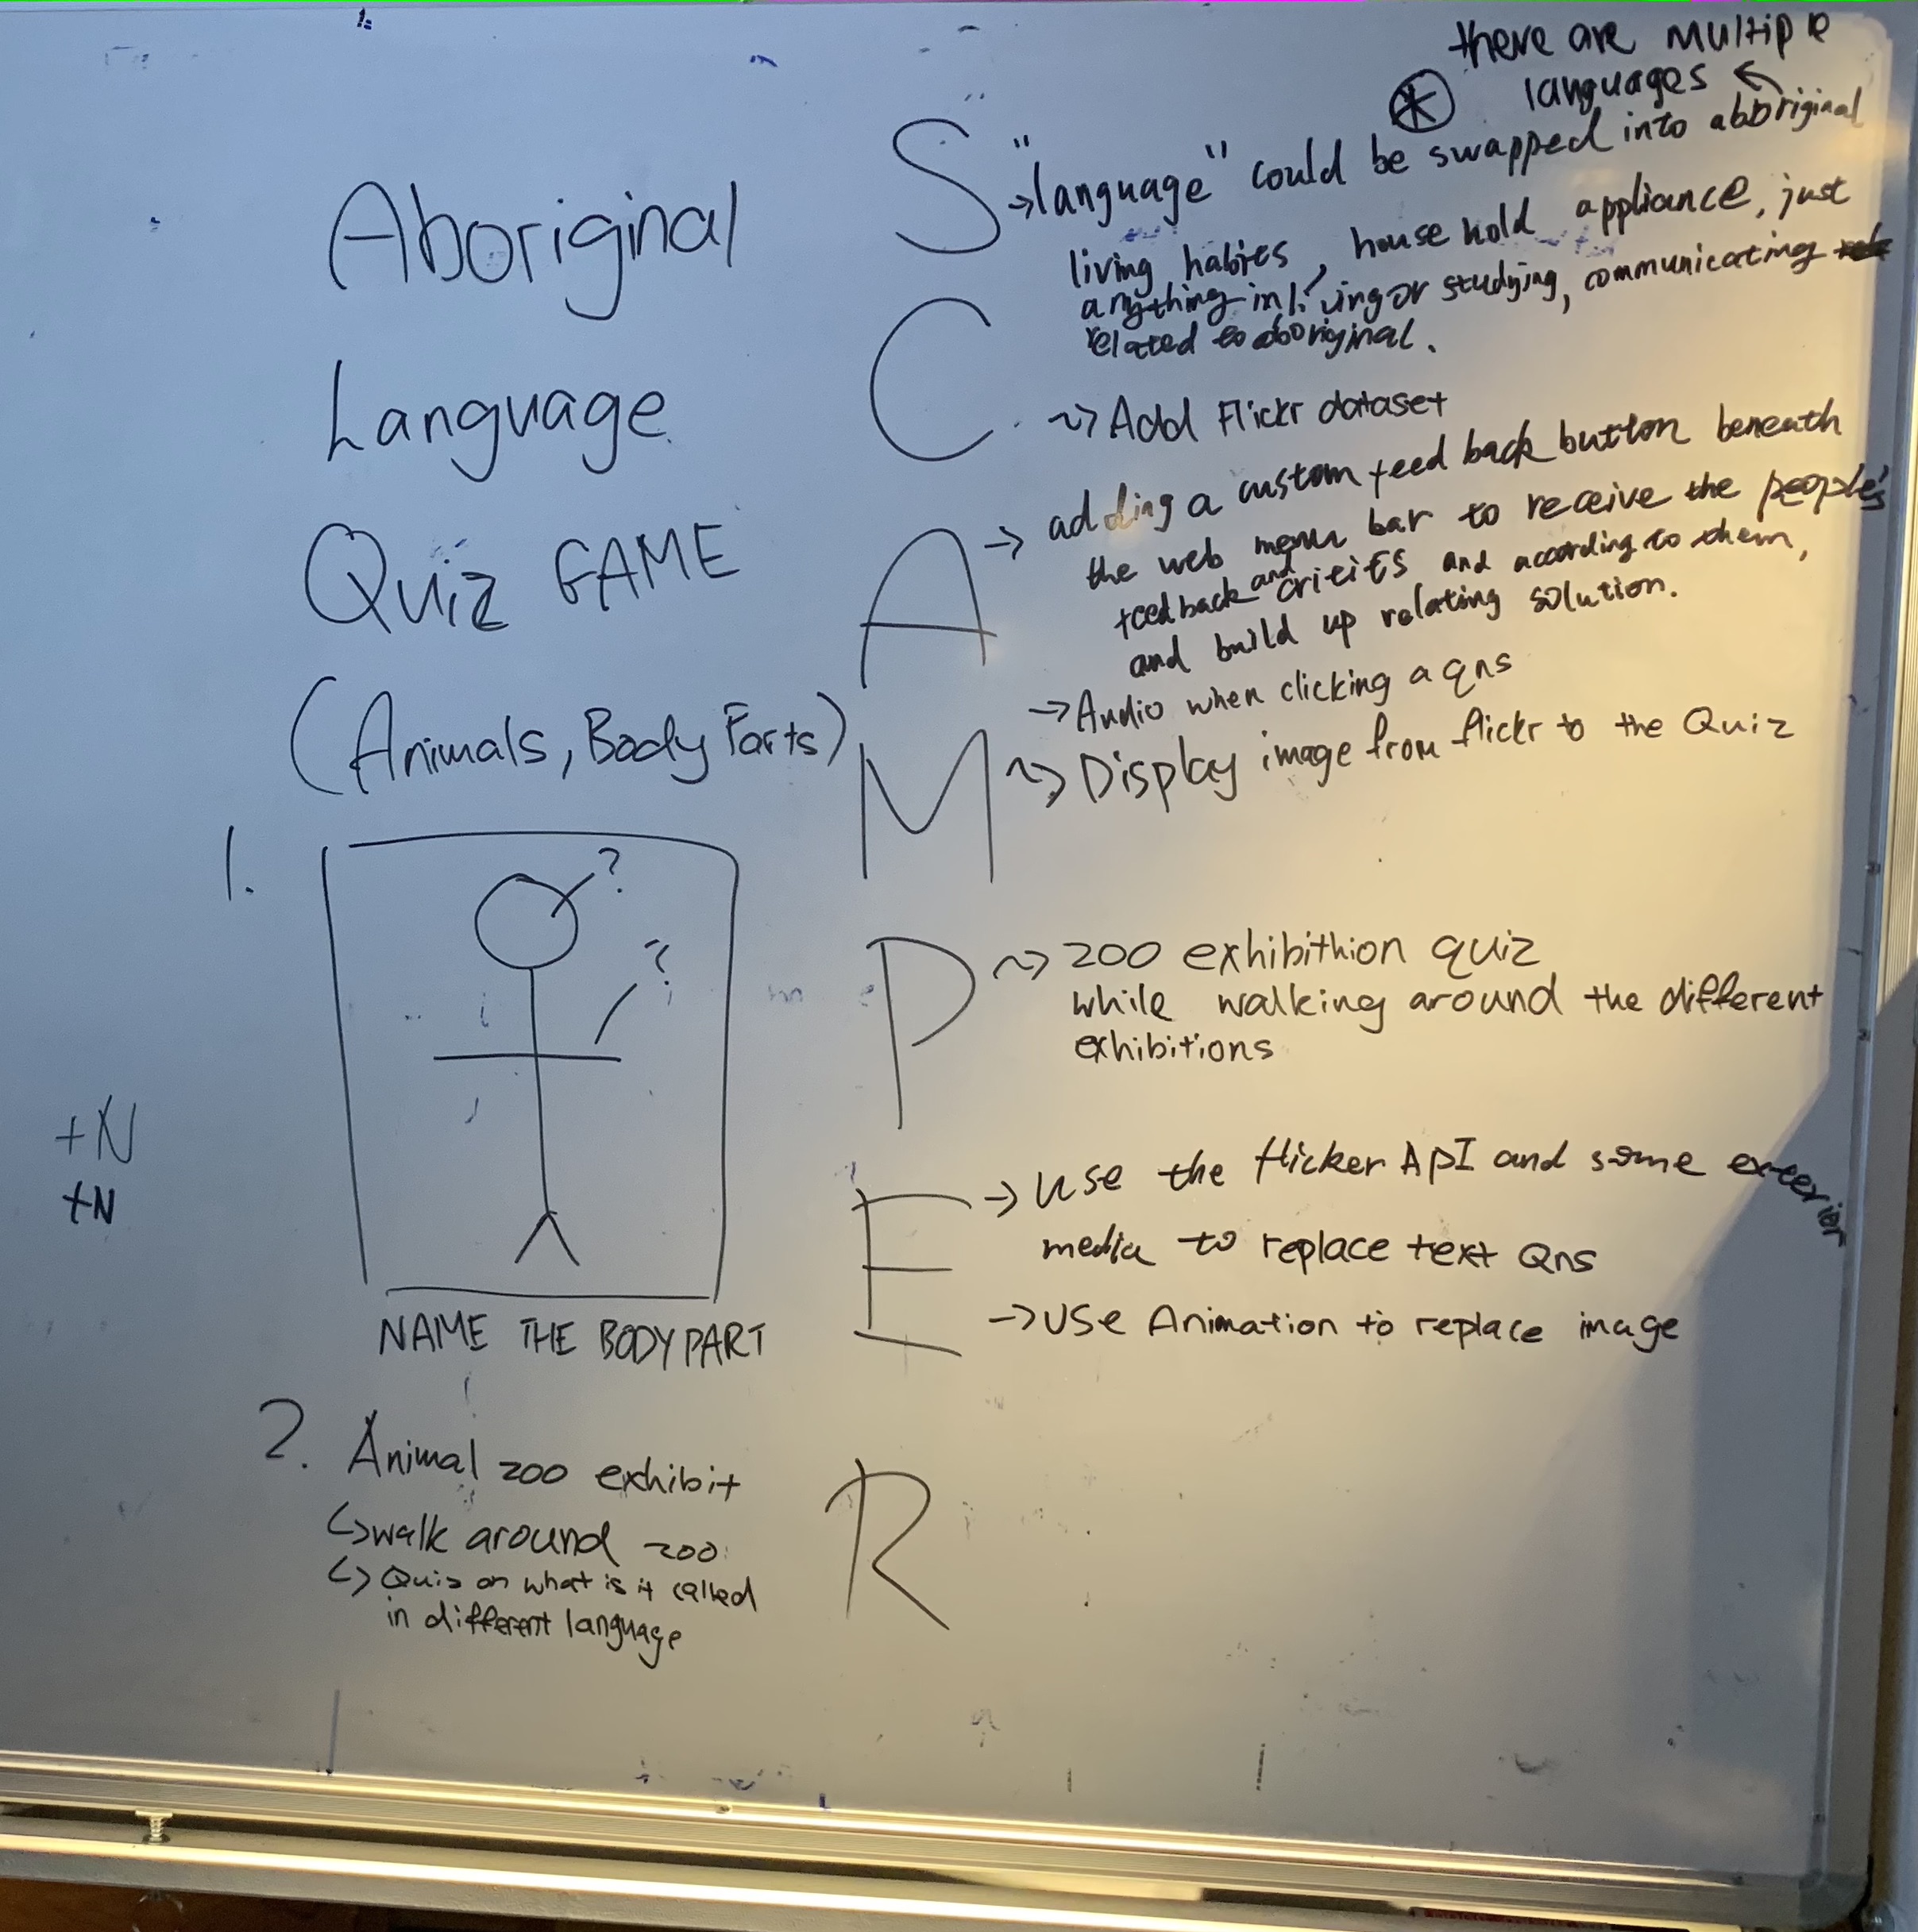 Aboriginal
Language
Quiz GAME
(Animals, Body Parts)
1.
?
?
NAME THE BODY PART
+N
+N
2. Animal zoo exhibit
↳ walk around zoo
↳ Quiz on what is it called
in different language
there are multiple
languages
S → "language" could be swapped into abboriginal
living habits, house hold appliance, just
anything in living or studying, communicating
related to aboriginal.
C ~> Add Flickr dataset
A → adding a custom feed back button beneath
the web menu bar to receive the people's
feedback and critics and according to them,
and build up relating solution.
M → Audio when clicking a qns
~> Display image from flickr to the Quiz
P ~> zoo exhibithion quiz
while walking around the different
exhibitions
E → use the flicker API and some exterior
media to replace text Qns
→ use Animation to replace image
R